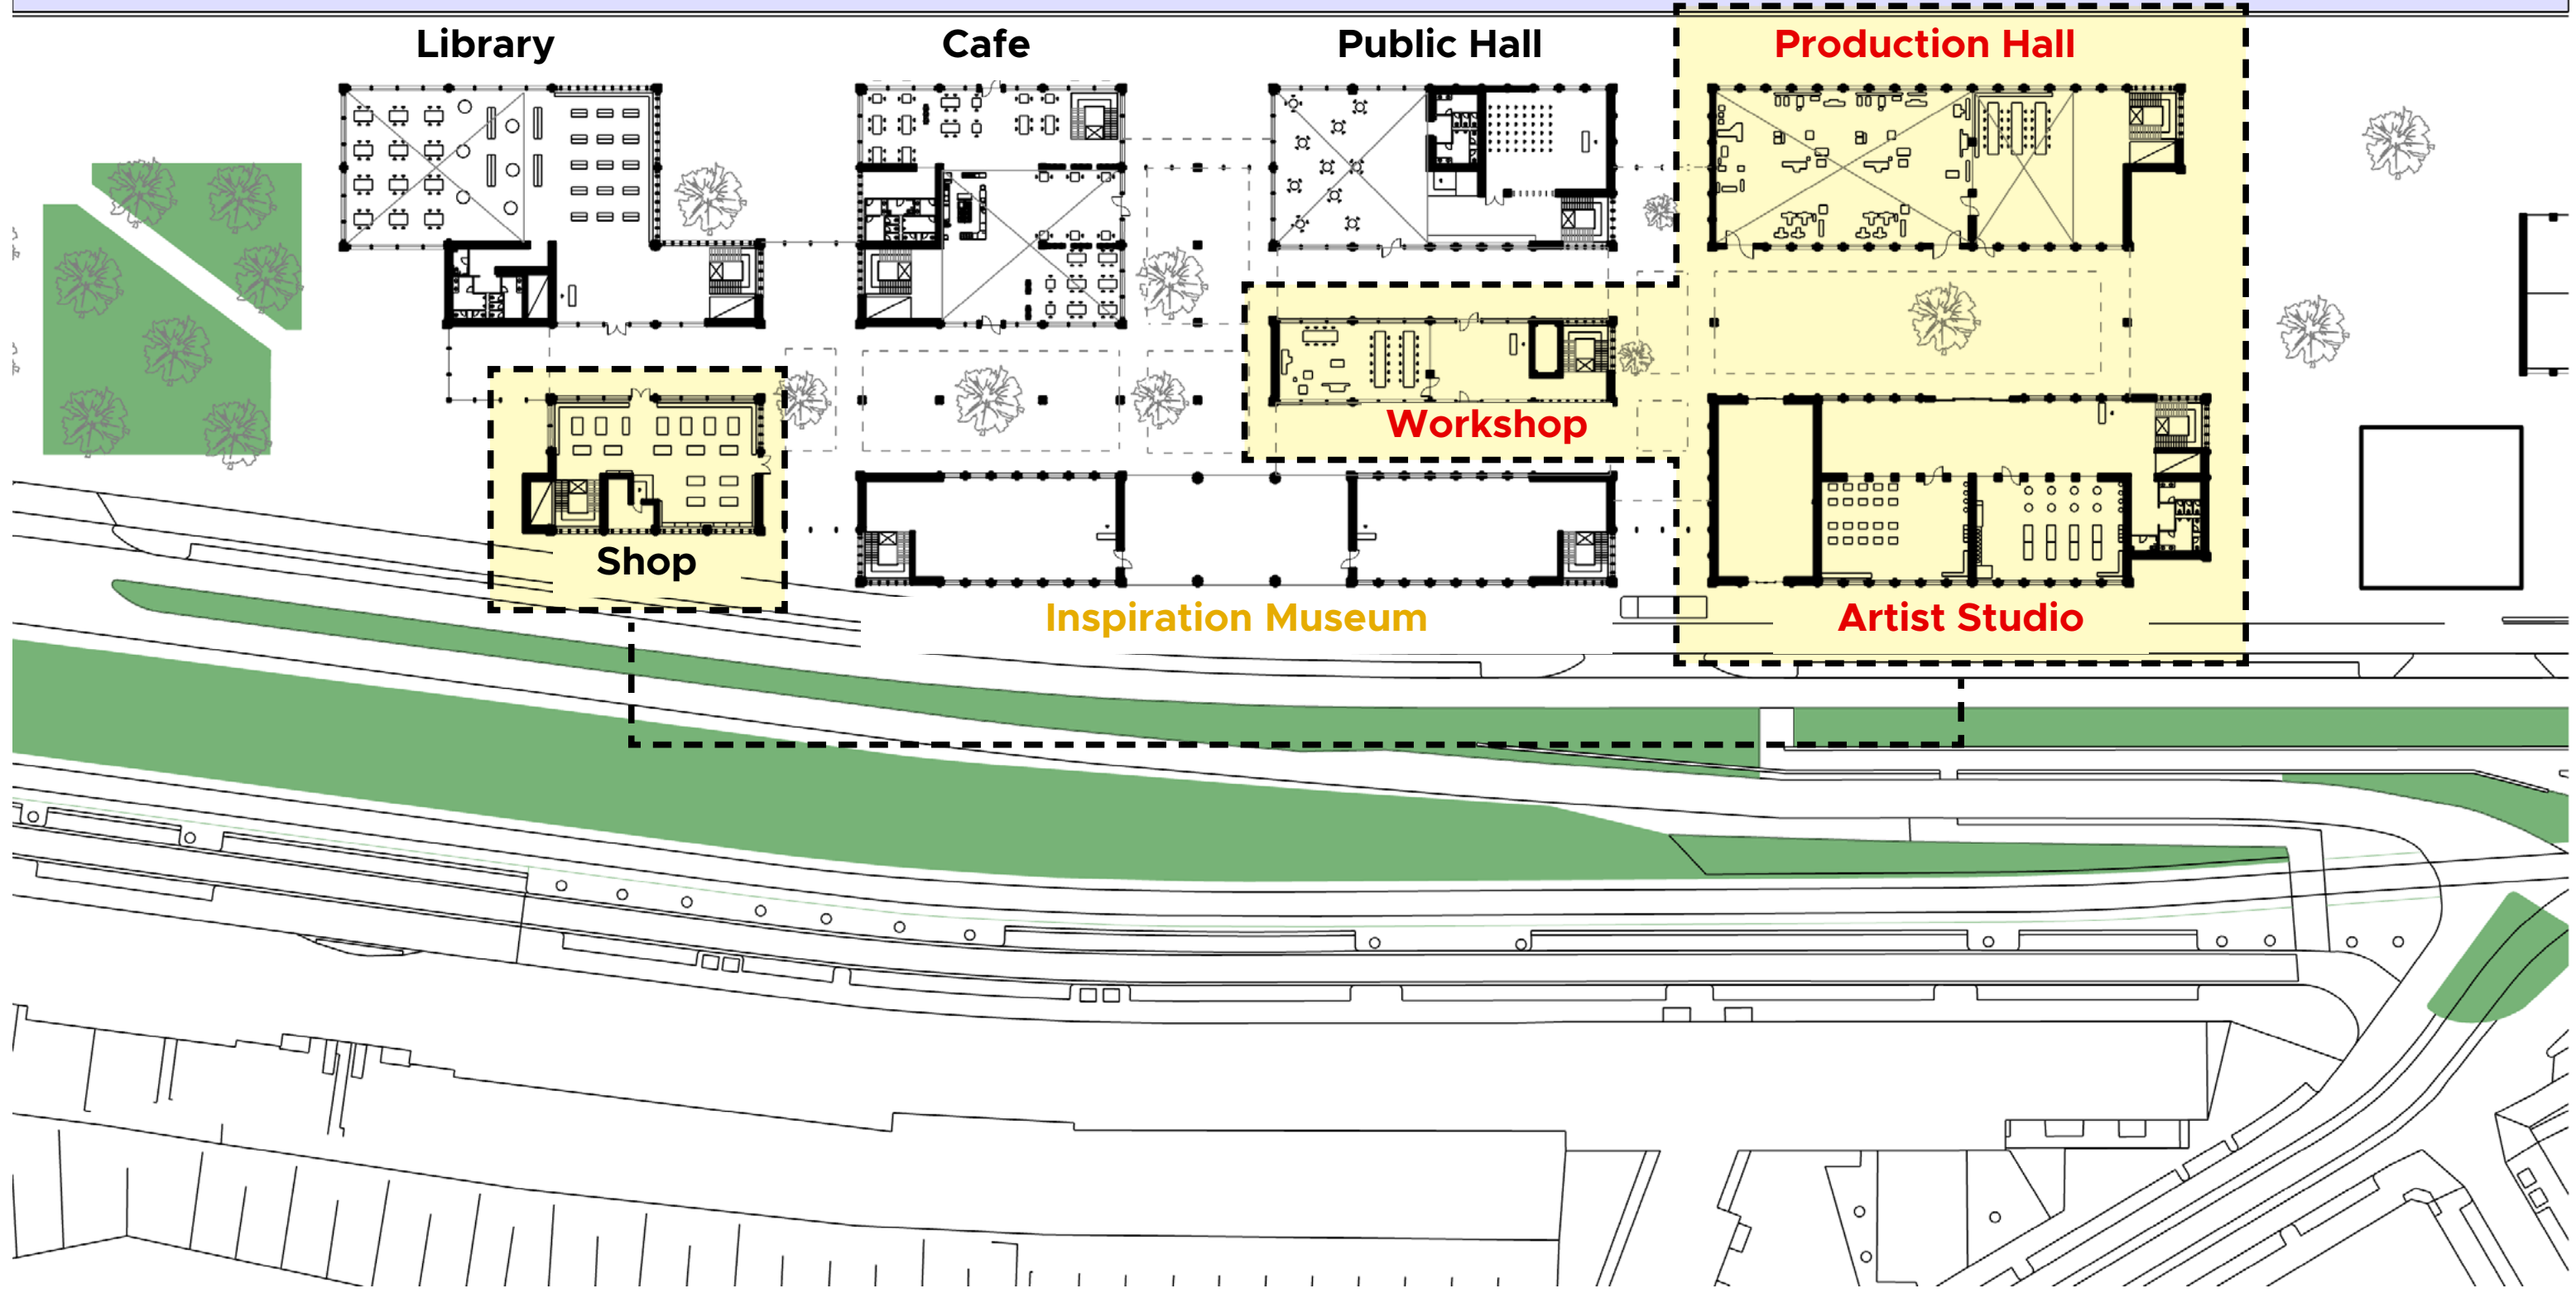 Library
Cafe
Public Hall
Production Hall
Workshop
Shop
Inspiration Museum
Artist Studio